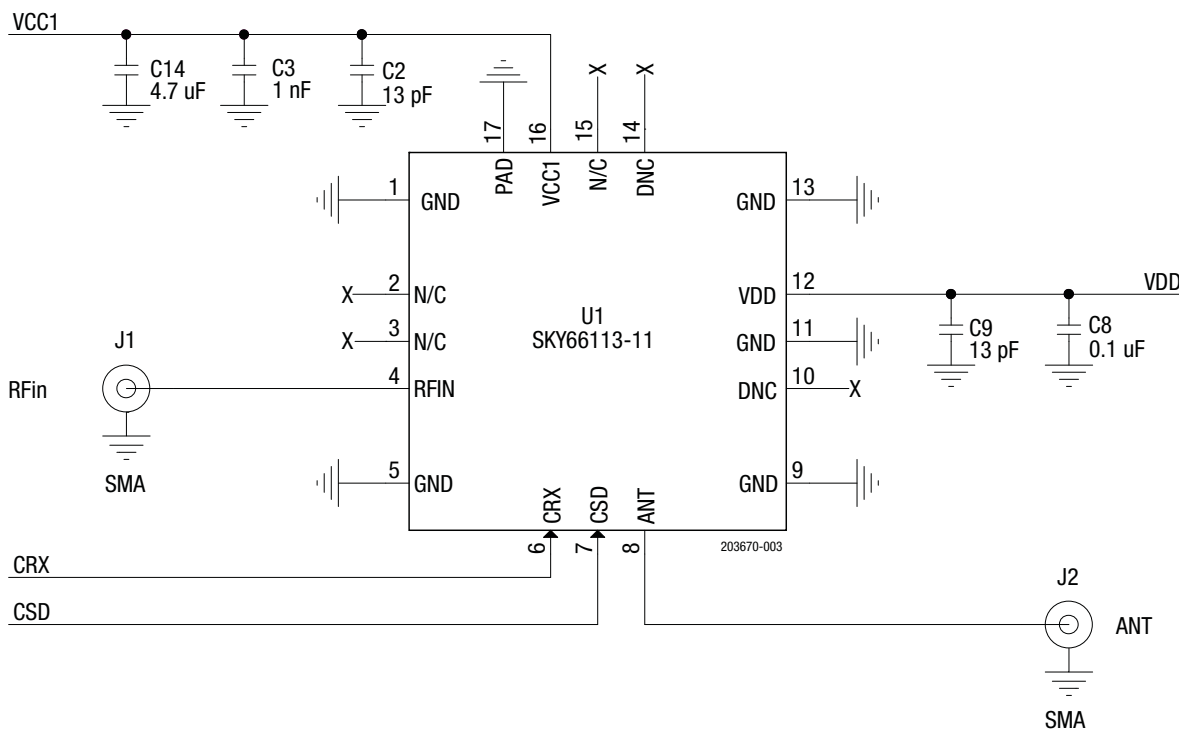 VCC1
C14
4.7 uF
C3
1 nF
C2
13 pF
17
16
15
14
X
X
PAD
VCC1
N/C
DNC
1
GND
GND
13
X
2
N/C
VDD
12
VDD
X
3
N/C
U1
SKY66113-11
GND
11
C9
13 pF
C8
0.1 uF
J1
RFin
4
RFIN
DNC
10
X
SMA
5
GND
GND
9
CRX
CSD
ANT
6
7
8
203670-003
CRX
CSD
J2
ANT
SMA